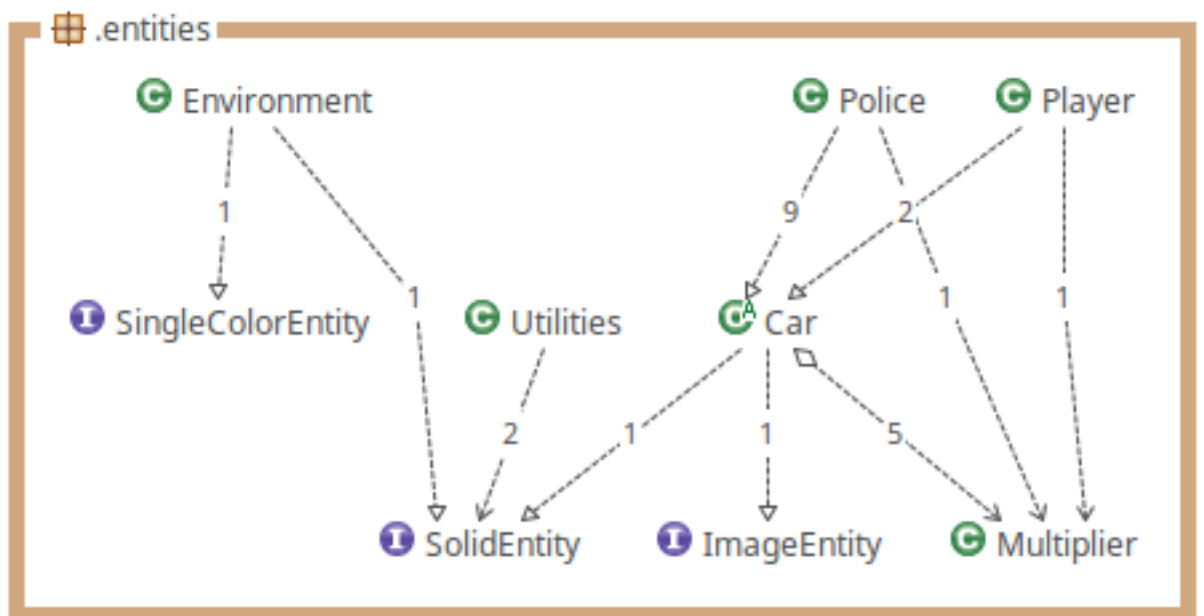 .entities
C Environment
C Police
C Player
1
9
2
1
1
1
I SingleColorEntity
C Utilities
C A Car
2
1
1
5
I SolidEntity
I ImageEntity
C Multiplier